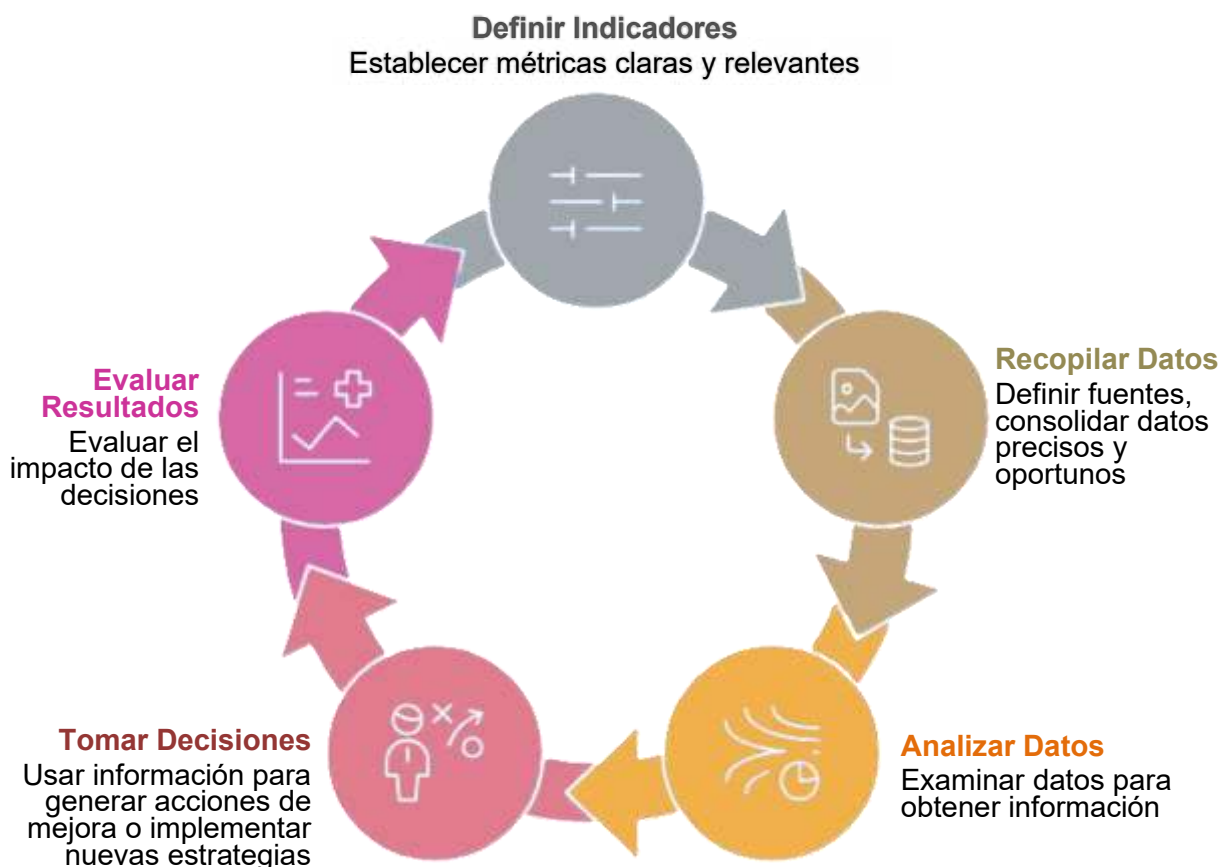 Definir Indicadores
Establecer métricas claras y relevantes
Recopilar Datos
Definir fuentes,
consolidar datos
precisos y
oportunos
Analizar Datos
Examinar datos para
obtener información
Tomar Decisiones
Usar información para
generar acciones de
mejora o implementar
nuevas estrategias
Evaluar
Resultados
Evaluar el
impacto de las
decisiones